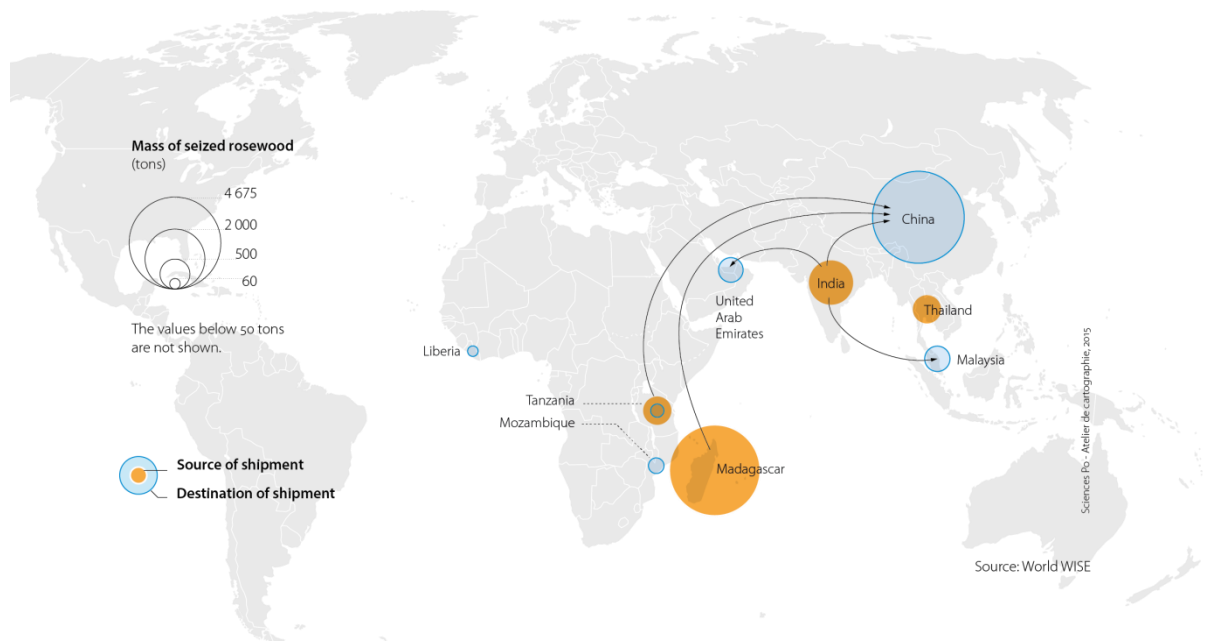 Mass of seized rosewood
(tons)
4 675
2 000
500
60
The values below 50 tons
are not shown.
Source of shipment
Destination of shipment
China
India
United
Arab
Emirates
Thailand
Malaysia
Liberia
Tanzania
Mozambique
Madagascar
Sciences Po - Atelier de cartographie, 2015
Source: World WISE